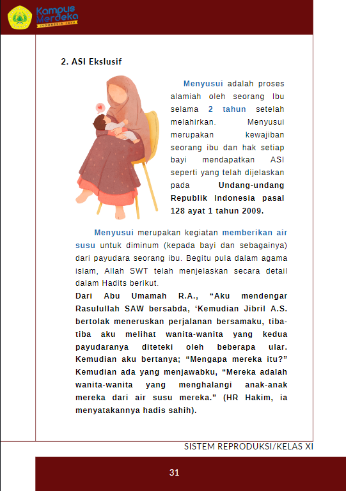 Kampus
Merdeka
INDONESIA JAYA
2. ASI Ekslusif
Menyusui adalah proses
alamiah oleh seorang Ibu
selama 2 tahun setelah
melahirkan. Menyusui
merupakan kewajiban
seorang ibu dan hak setiap
bayi mendapatkan ASI
seperti yang telah dijelaskan
pada Undang-undang
Republik Indonesia pasal
128 ayat 1 tahun 2009.
Menyusui merupakan kegiatan memberikan air
susu untuk diminum (kepada bayi dan sebagainya)
dari payudara seorang ibu. Begitu pula dalam agama
islam, Allah SWT telah menjelaskan secara detail
dalam Hadits berikut.
Dari Abu Umamah R.A., “Aku mendengar
Rasulullah SAW bersabda, ‘Kemudian Jibril A.S.
bertolak meneruskan perjalanan bersamaku, tiba-
tiba aku melihat wanita-wanita yang kedua
payudaranya diteteki oleh beberapa ular.
Kemudian aku bertanya; “Mengapa mereka itu?”
Kemudian ada yang menjawabku, “Mereka adalah
wanita-wanita yang menghalangi anak-anak
mereka dari air susu mereka.” (HR Hakim, ia
menyatakannya hadis sahih).
SISTEM REPRODUKSI/KELAS XI
31